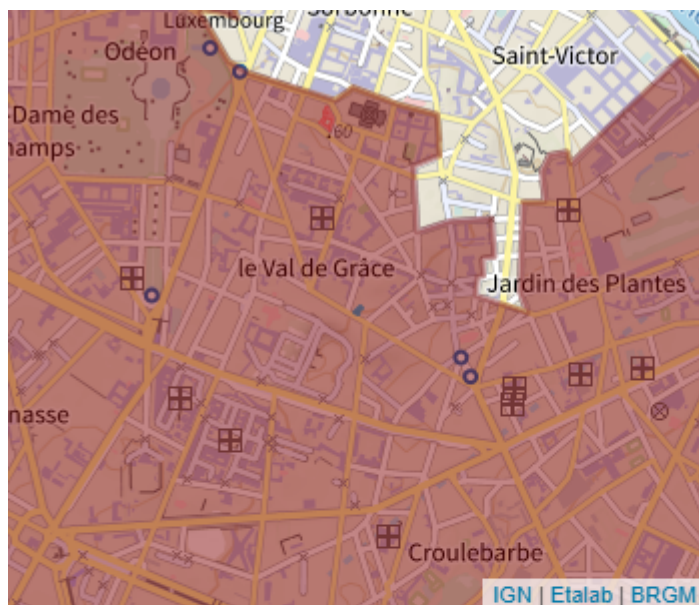 Luxembourg
Sorbonne
Odéon
Saint-Victor
-Dame des
hamps
160
le Val de Grâce
Jardin des Plantes
nasse
Croulebarbe
IGN | Etalab | BRGM